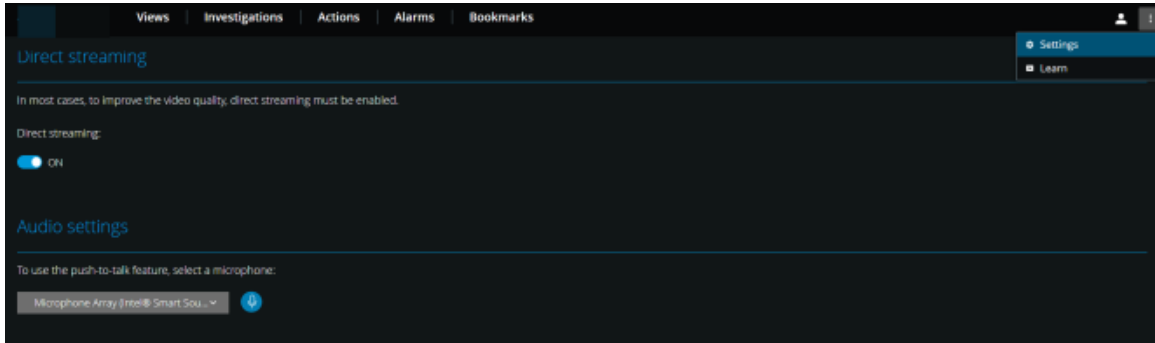 Views Investigations Actions Alarms Bookmarks
Settings
Learn
Direct streaming
In most cases, to improve the video quality, direct streaming must be enabled.
Direct streaming:
ON
Audio settings
To use the push-to-talk feature, select a microphone:
Microphone Array (Intel® Smart Sou...